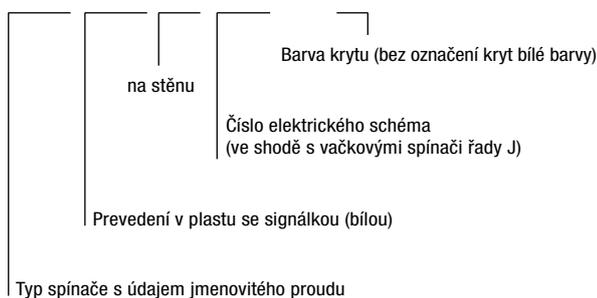 Barva krytu (bez označení kryt bílé barvy)
na stěnu
Číslo elektrického schéma
(ve shodě s vačkovými spínači řady J)
Prevedení v plastu se signálkou (bílou)
Typ spínače s údajem jmenovitého proudu